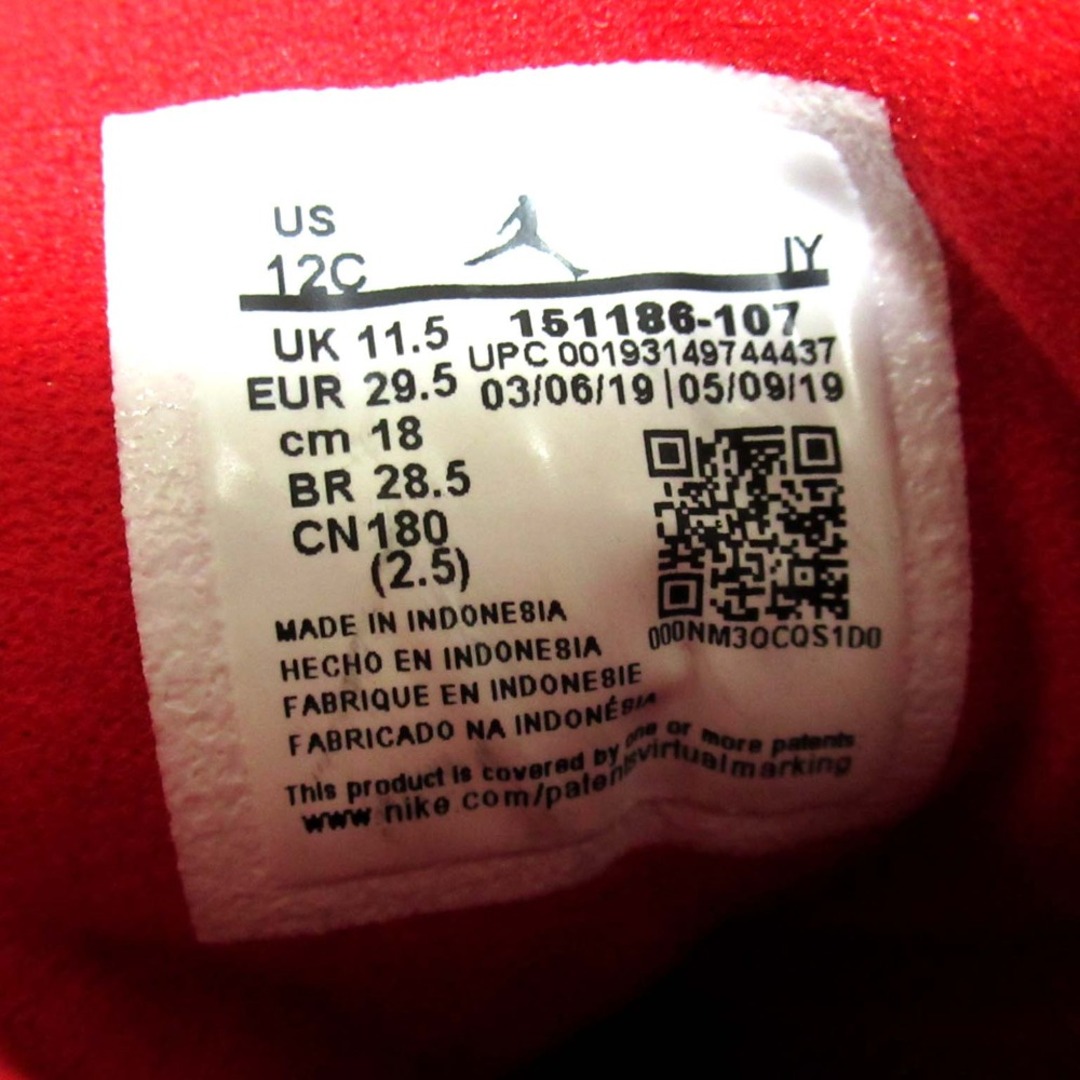 US
12C
IY
UK 11.5
EUR 29.5
cm 18
BR 28.5
CN 180
(2.5)
151186-107
UPC 00193149744437
03/06/19 | 05/09/19
000NM3QCQS1D0
MADE IN INDONESIA
HECHO EN INDONESIA
FABRIQUE EN INDONESIE
FABRICADO NA INDONÉSIA
This product is covered by one or more patents
www nike com/patentsvirtualmarking